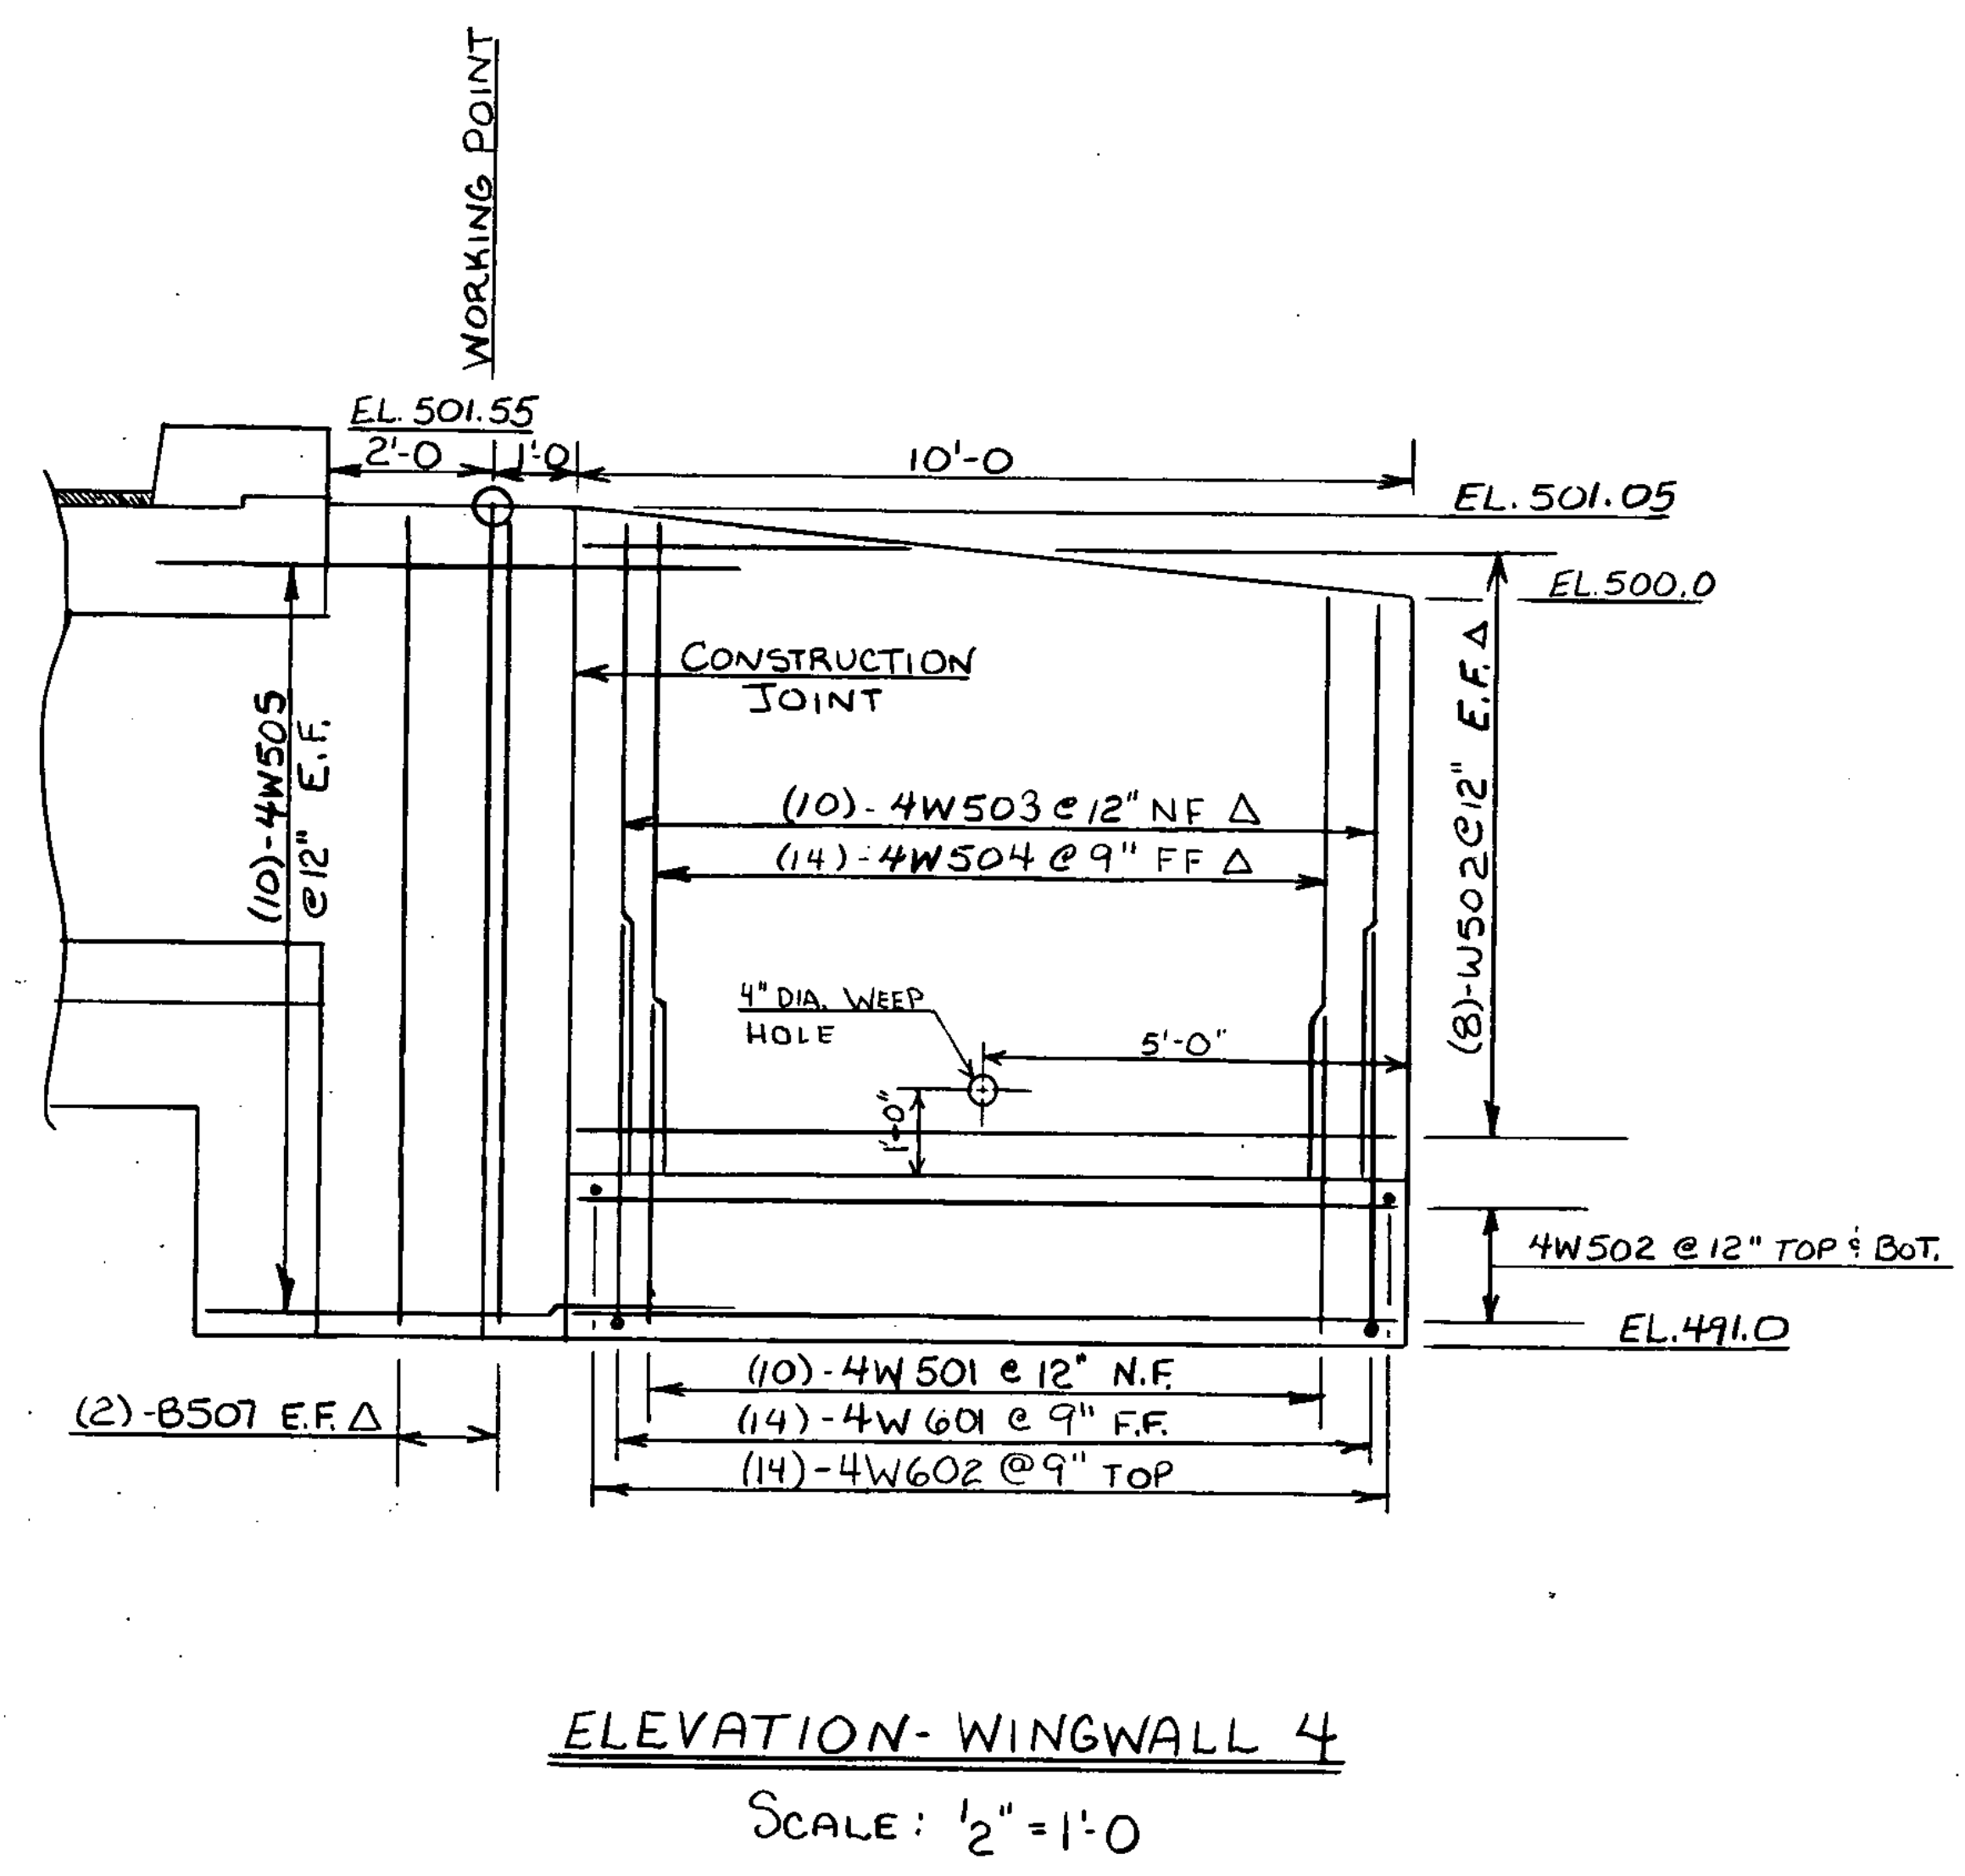 WORKING POINT
EL. 501.55
2'-0
1'-0
10'-0
EL. 501.05
EL. 500.0
CONSTRUCTION
JOINT
(10)-4W505
@12" E.F.
(10)-4W503 @ 12" NF Δ
(14)-4W504 @ 9" FF Δ
(8)-W502@12" E.F. Δ
4" DIA. WEEP
HOLE
5'-0"
1'-0"
4W502 @ 12" TOP & BOT.
EL. 491.0
(10)-4W501 @ 12" N.F.
(2)-B507 E.F. Δ
(14)-4W601 @ 9" F.F.
(14)-4W602 @ 9" TOP
ELEVATION-WINGWALL 4
SCALE: 1/2" = 1'-0